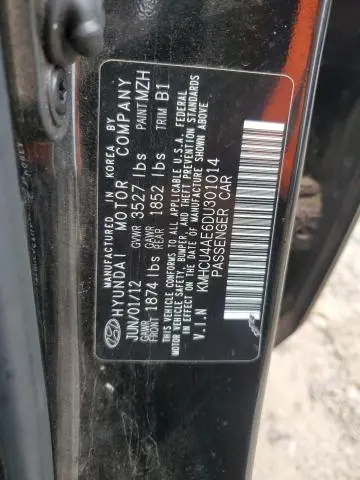 MANUFACTURED IN KOREA BY
HYUNDAI MOTOR COMPANY
JUN/01/12 GVWR 3527 lbs PAINT MZH
GAWR FRONT 1874 lbs GAWR REAR 1852 lbs TRIM B1
THIS VEHICLE CONFORMS TO ALL APPLICABLE U.S.A. FEDERAL
MOTOR VEHICLE SAFETY, BUMPER, AND THEFT PREVENTION STANDARDS
IN EFFECT ON THE DATE OF MANUFACTURE SHOWN ABOVE.
V.I.N KMHCU4AE6DU301014
PASSENGER CAR